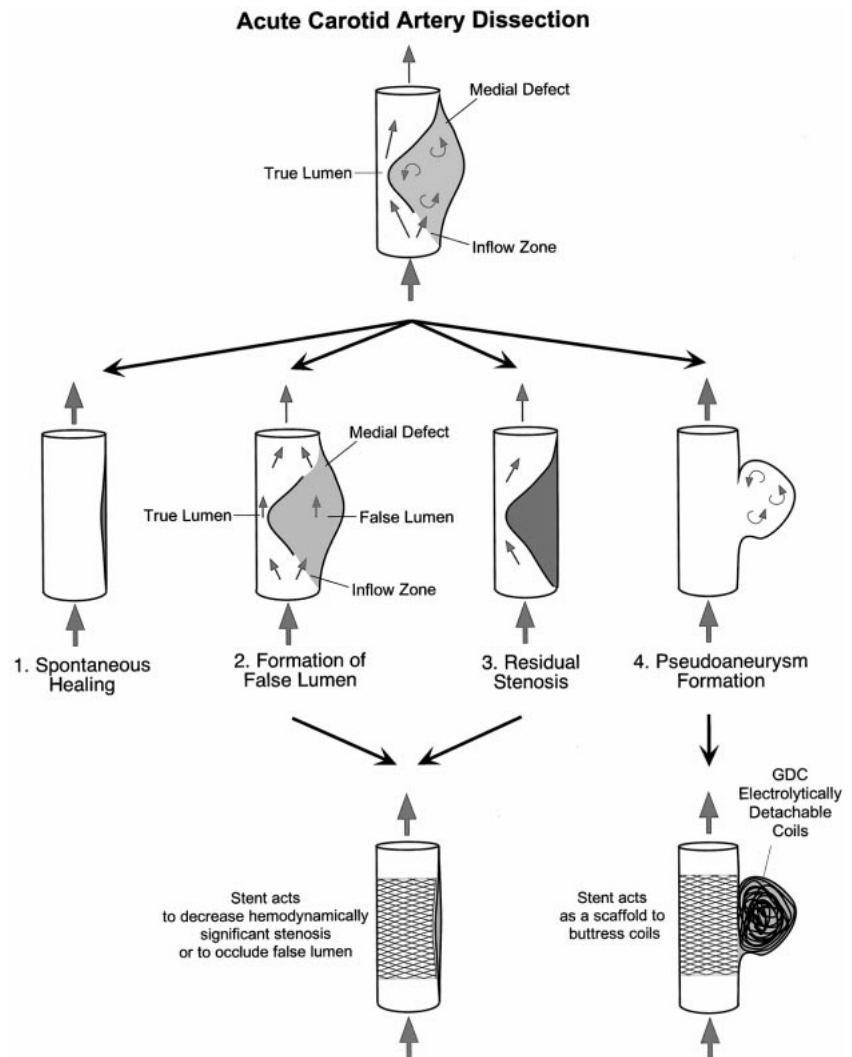 Acute Carotid Artery Dissection
Medial Defect
True Lumen
Inflow Zone
Medial Defect
True Lumen
False Lumen
Inflow Zone
1. Spontaneous
Healing
2. Formation of
False Lumen
3. Residual
Stenosis
4. Pseudoaneurysm
Formation
GDC
Electrolytically
Detachable
Coils
Stent acts
to decrease hemodynamically
significant stenosis
or to occlude false lumen
Stent acts
as a scaffold to
buttress coils